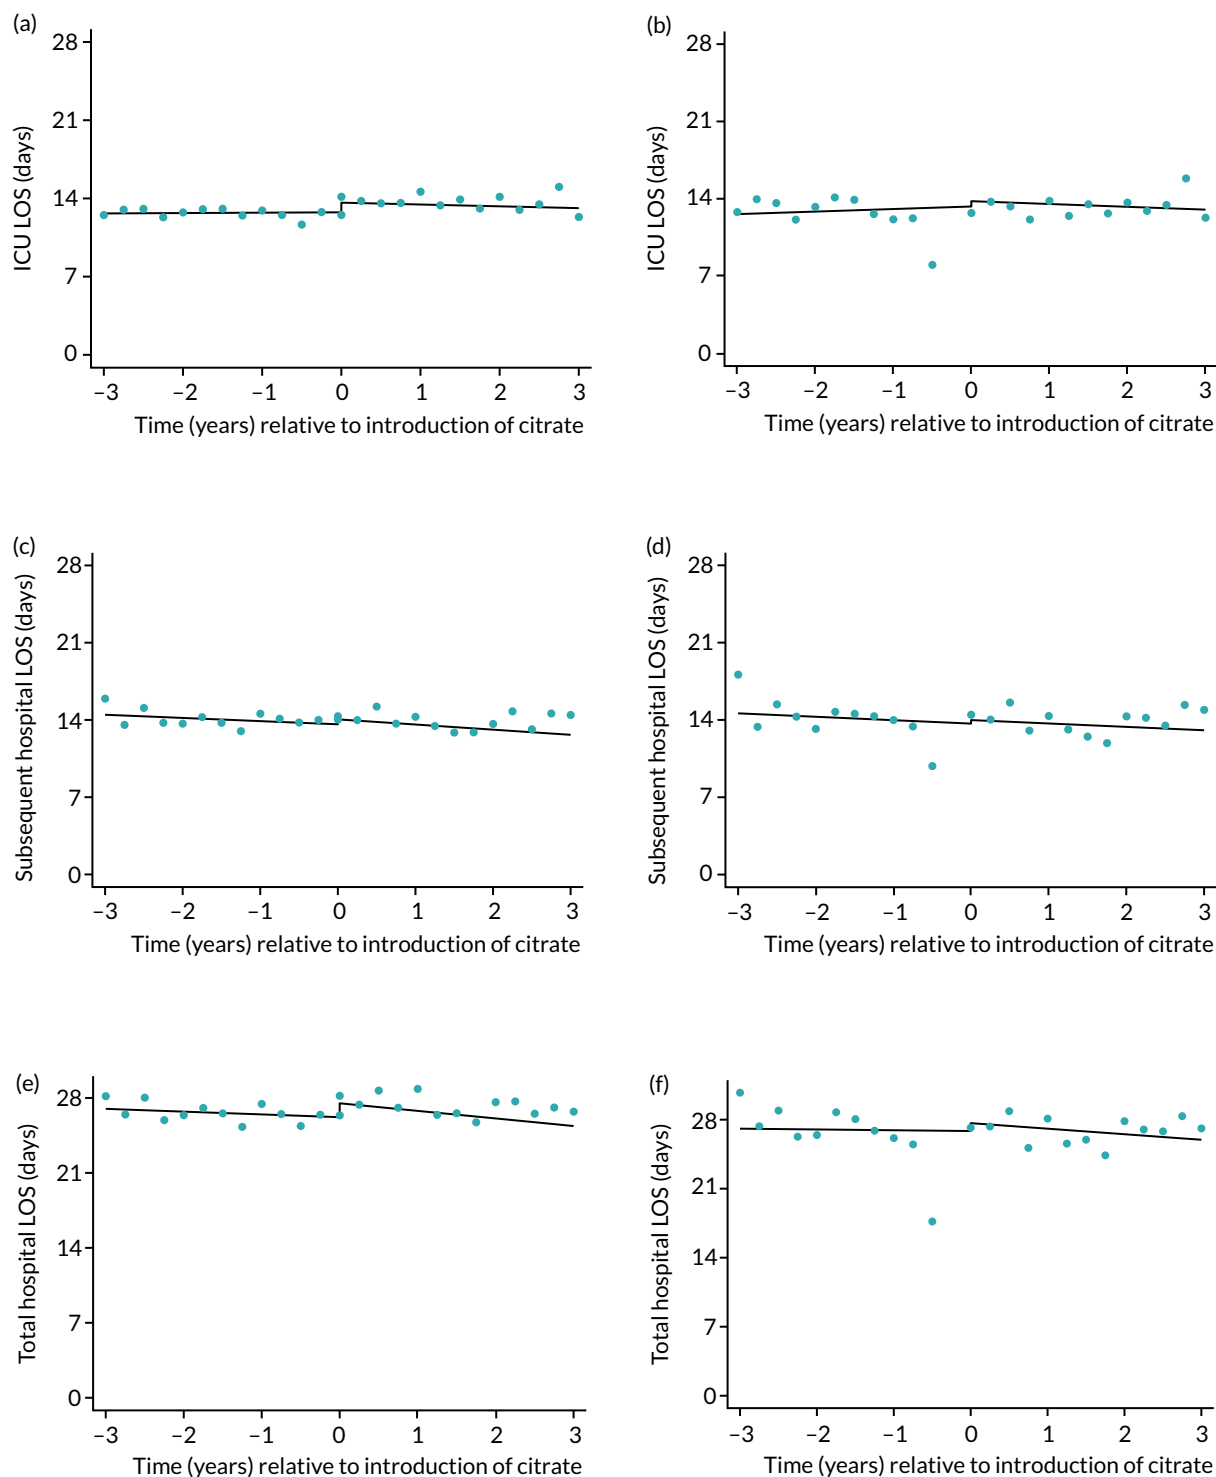 (a)
ICU LOS (days)
28
21
14
7
0
–3 –2 –1 0 1 2 3
Time (years) relative to introduction of citrate
(b)
ICU LOS (days)
28
21
14
7
0
–3 –2 –1 0 1 2 3
Time (years) relative to introduction of citrate
(c)
Subsequent hospital LOS (days)
28
21
14
7
0
–3 –2 –1 0 1 2 3
Time (years) relative to introduction of citrate
(d)
Subsequent hospital LOS (days)
28
21
14
7
0
–3 –2 –1 0 1 2 3
Time (years) relative to introduction of citrate
(e)
Total hospital LOS (days)
28
21
14
7
0
–3 –2 –1 0 1 2 3
Time (years) relative to introduction of citrate
(f)
Total hospital LOS (days)
28
21
14
7
0
–3 –2 –1 0 1 2 3
Time (years) relative to introduction of citrate